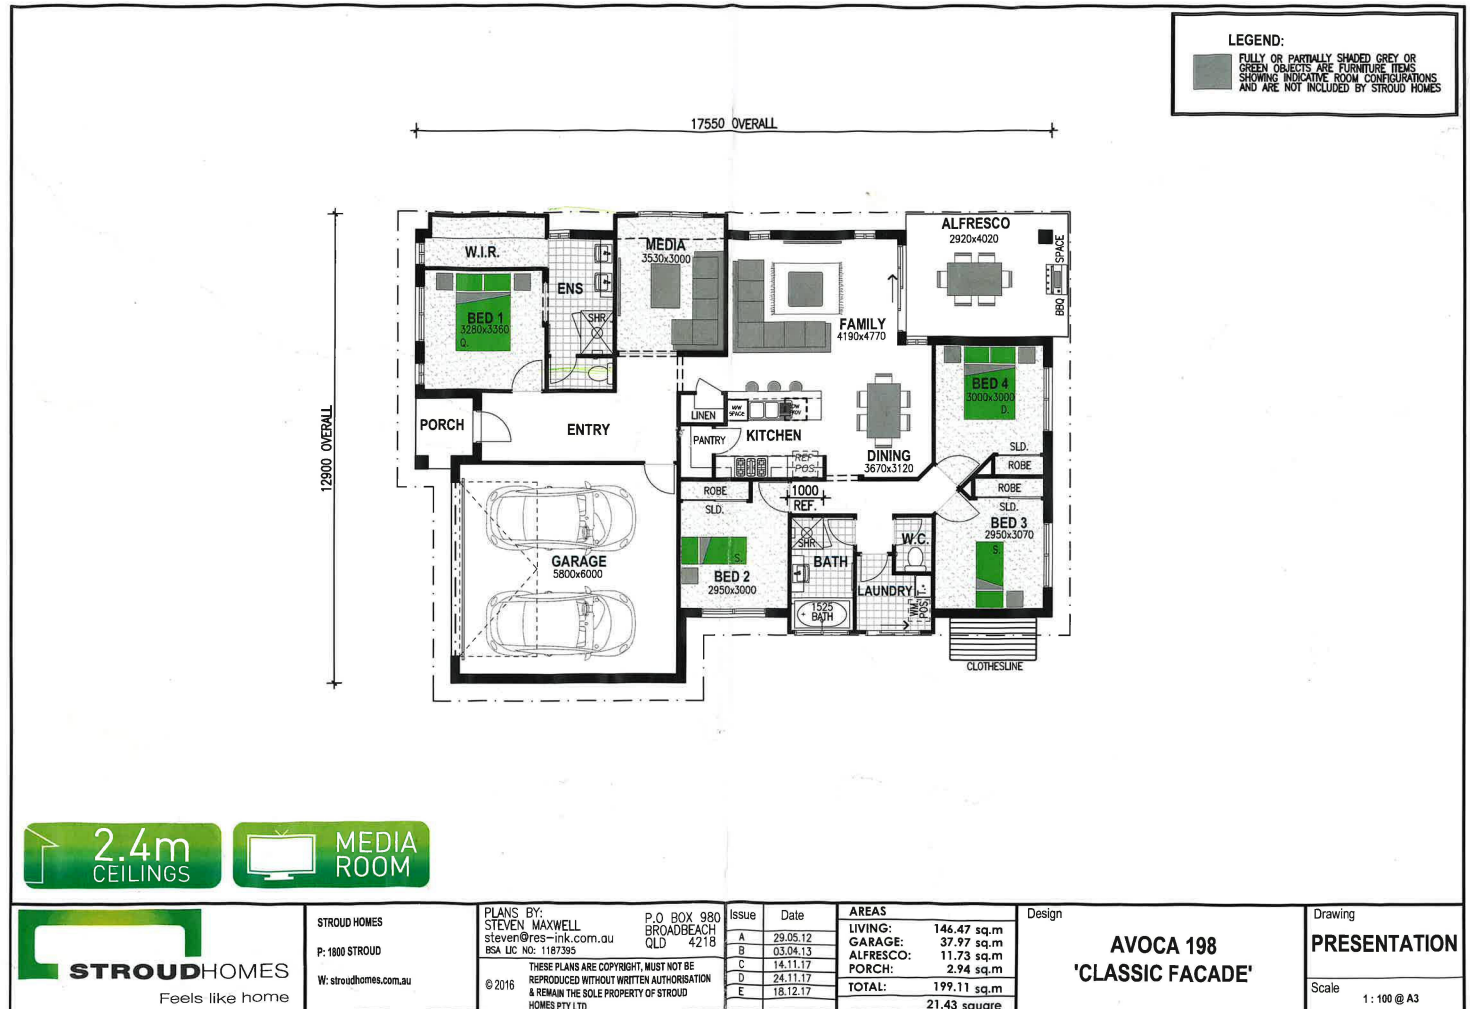 LEGEND:
FULLY OR PARTIALLY SHADED GREY OR
GREEN OBJECTS ARE FURNITURE ITEMS
SHOWING INDICATIVE ROOM CONFIGURATIONS
AND ARE NOT INCLUDED BY STROUD HOMES
17550 OVERALL
12900 OVERALL
ALFRESCO
2920x4020
BBQ SPACE
W.I.R.
MEDIA
3530x3000
ENS
SHR
BED 1
3280x3360
Q.
FAMILY
4190x4770
BED 4
3000x3000
D.
PORCH
ENTRY
LINEN
MW
SPACE
PANTRY
KITCHEN
REF
POS.
DINING
3670x3120
SLD.
ROBE
ROBE
SLD.
BED 3
2950x3070
S.
ROBE
SLD.
1000
REF.
GARAGE
5800x6000
BED 2
2950x3000
S.
SHR
BATH
1525
BATH
W.C.
LAUNDRY
T.
WM
POS.
CLOTHESLINE
2.4m
CEILINGS
MEDIA
ROOM
STROUDHOMES
Feels like home
STROUD HOMES
P: 1800 STROUD
W: stroudhomes.com.au
PLANS BY:
STEVEN MAXWELL
steven@res-ink.com.au
BSA LIC NO: 1187395
P.O BOX 980
BROADBEACH
QLD 4218
© 2016
THESE PLANS ARE COPYRIGHT, MUST NOT BE
REPRODUCED WITHOUT WRITTEN AUTHORISATION
& REMAIN THE SOLE PROPERTY OF STROUD
HOMES PTY LTD
Issue Date
A 29.05.12
B 03.04.13
C 14.11.17
D 24.11.17
E 18.12.17
AREAS
LIVING: 146.47 sq.m
GARAGE: 37.97 sq.m
ALFRESCO: 11.73 sq.m
PORCH: 2.94 sq.m
TOTAL: 199.11 sq.m
21.43 square
Design
AVOCA 198
'CLASSIC FACADE'
Drawing
PRESENTATION
Scale
1 : 100 @ A3